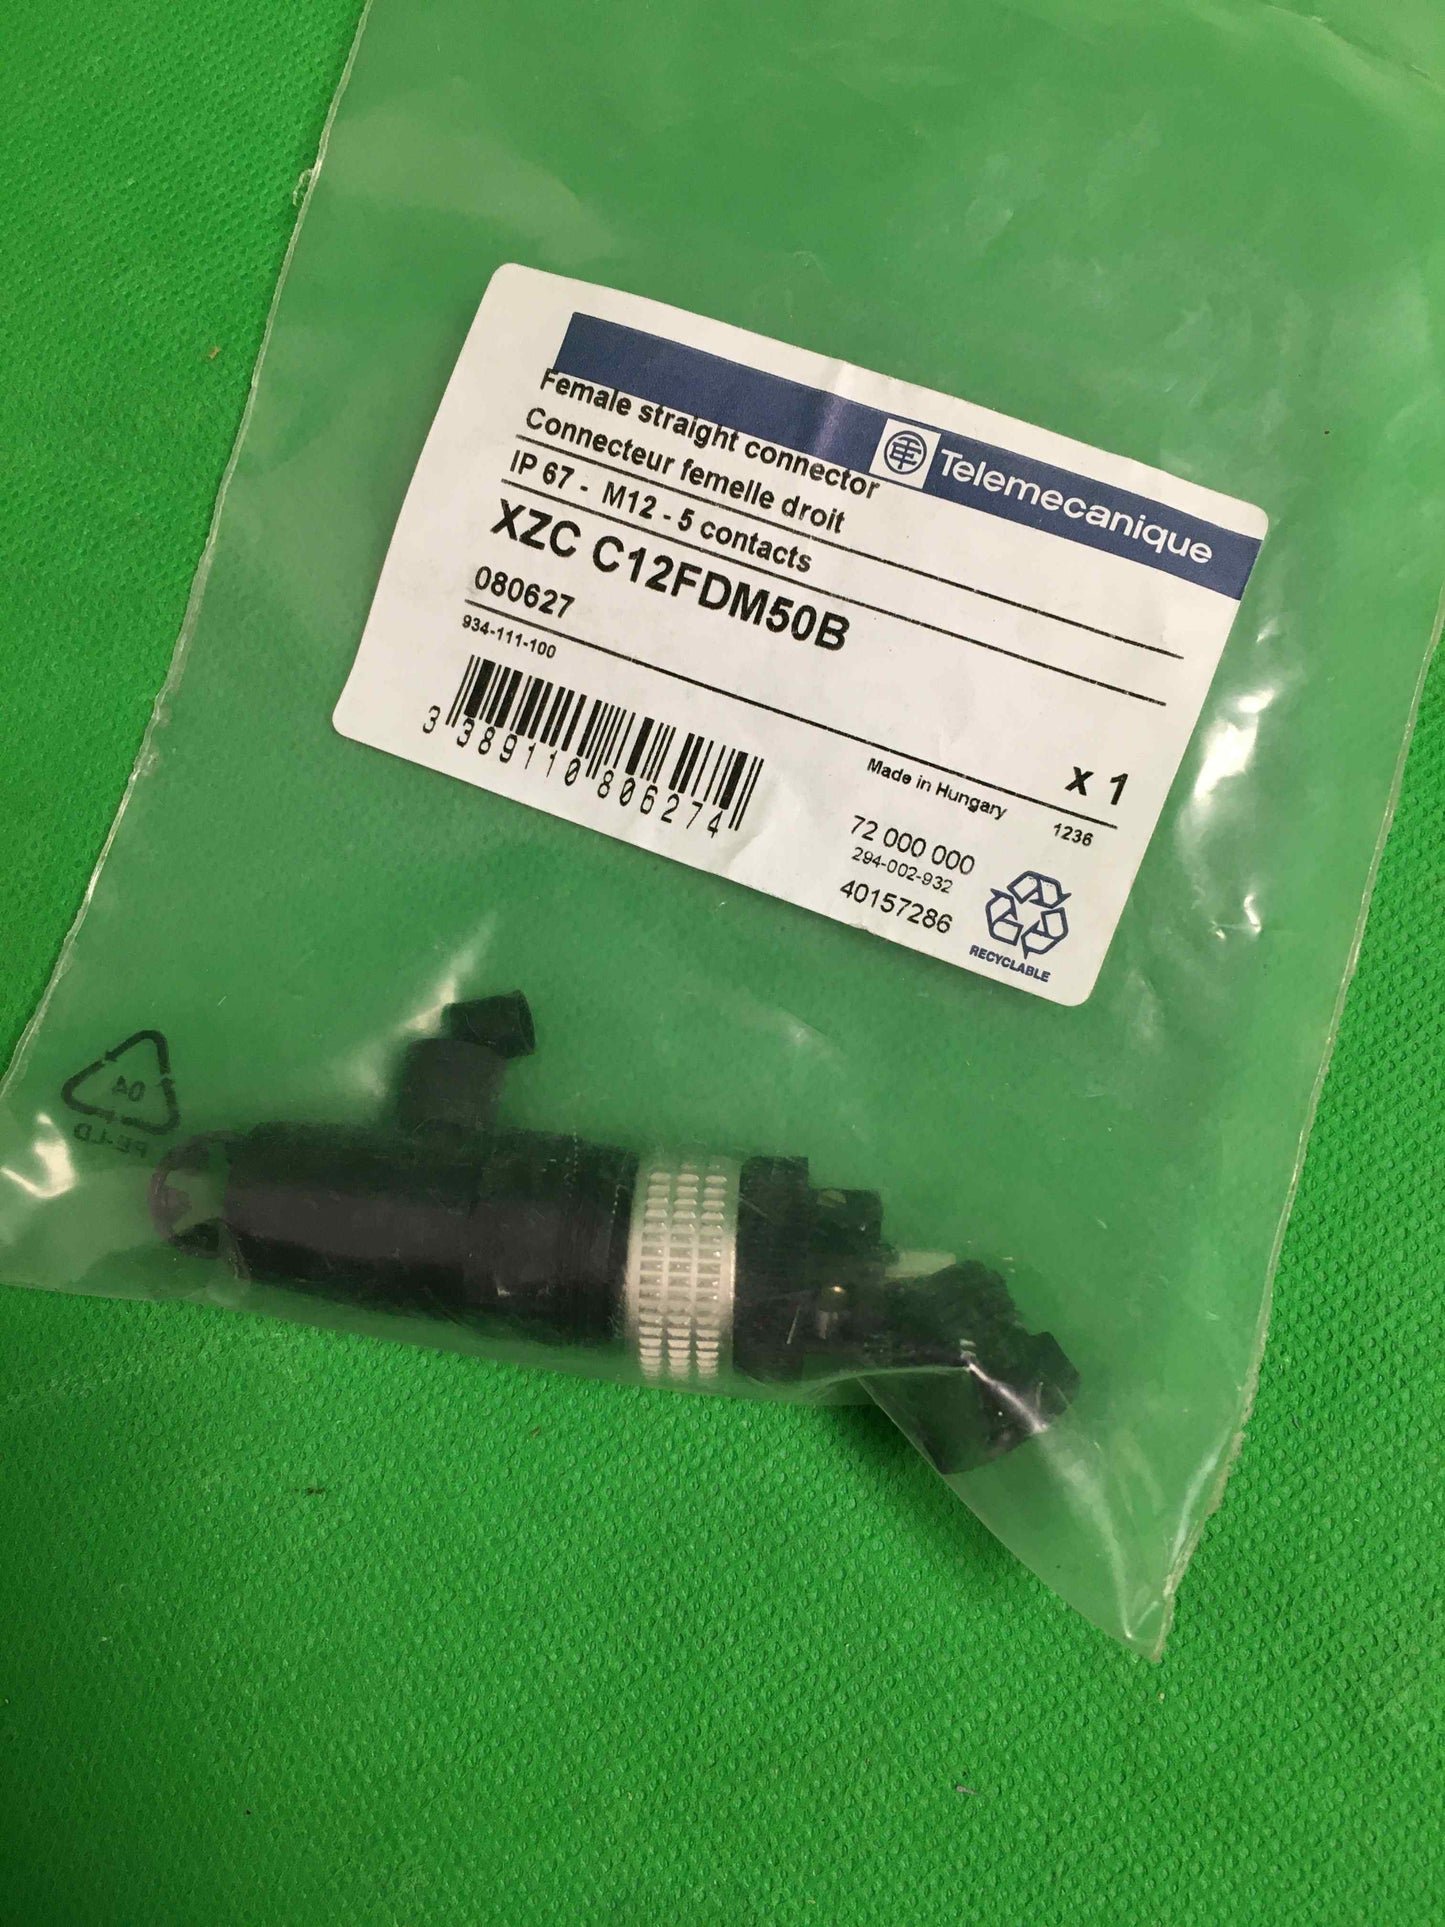 Telemecanique
Female straight connector
Connecteur femelle droit
IP 67 - M12 - 5 contacts
XZC C12FDM50B
080627
x 1
934-111-100
Made in Hungary
1236
3 389110 806274
72 000 000
294-002-932
40157286
RECYCLABLE
04
PE-LD